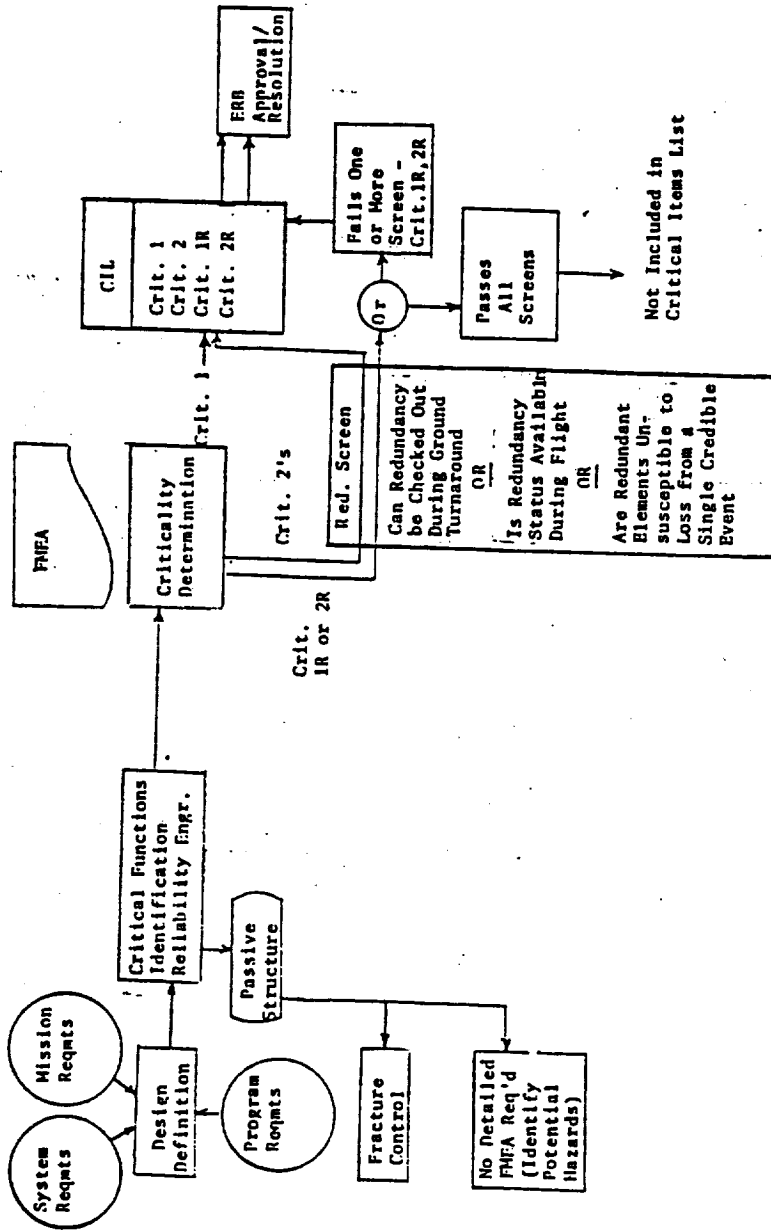 System
Reqmts
Mission
Reqmts
Design
Definition
Program
Reqmts
Critical Functions
Identification
Reliability Engr.
Passive
Structure
Fracture
Control
No Detailed
FMEA Req'd
(Identify
Potential
Hazards)
FMEA
Criticality
Determination
Crit. 1
Crit. 2's
Crit.
1R or 2R
Red. Screen
Can Redundancy
be Checked Out
During Ground
Turnaround
OR
Is Redundancy
Status Available
During Flight
OR
Are Redundant
Elements Un-
susceptible to
Loss from a
Single Credible
Event
CIL
Crit. 1
Crit. 2
Crit. 1R
Crit. 2R
ERB
Approval/
Resolution
Or
Fails One
or More
Screen -
Crit.1R,2R
Passes
All
Screens
Not Included in
Critical Items List